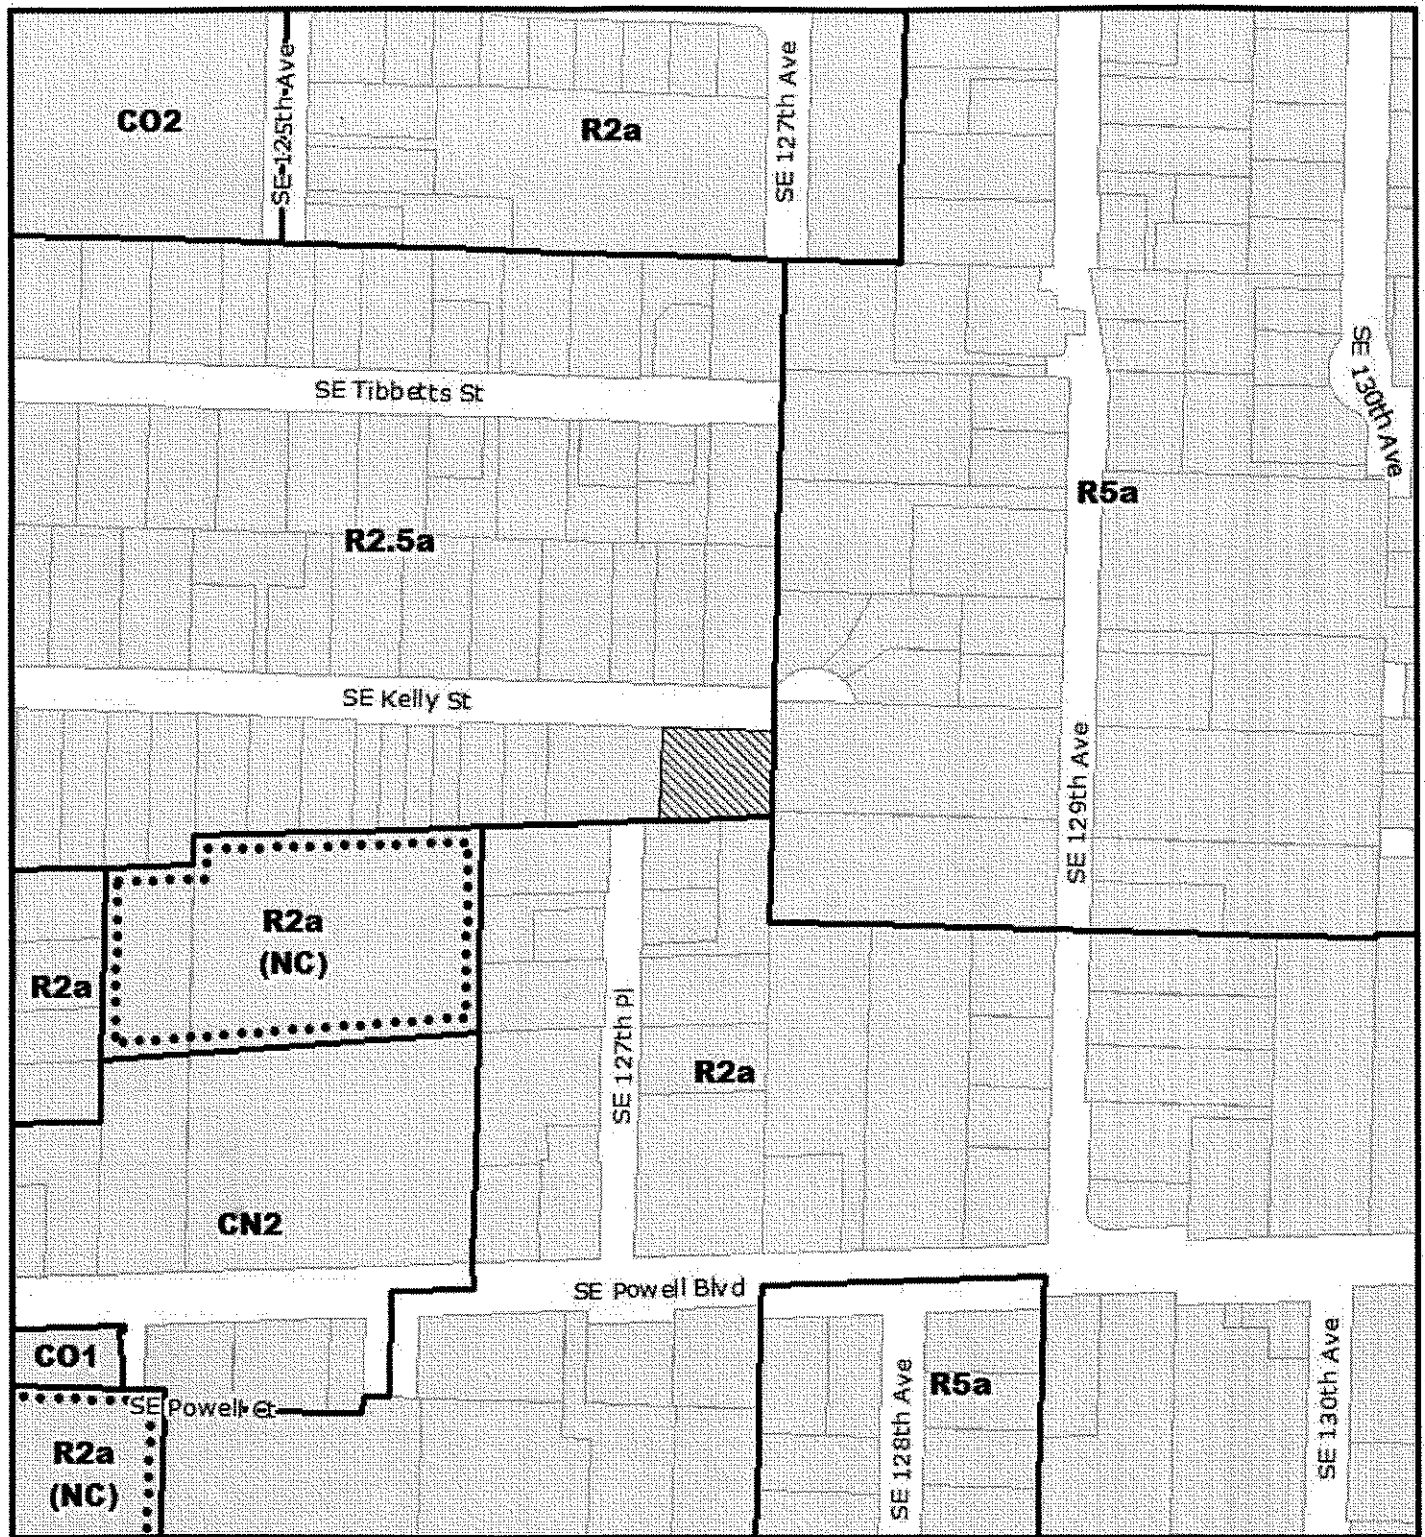 CO2
SE 125th Ave
R2a
SE 127th Ave
SE Tibbetts St
SE 130th Ave
R5a
R2.5a
SE Kelly St
SE 129th Ave
R2a
(NC)
R2a
SE 127th Pl
R2a
CN2
SE Powell Blvd
CO1
SE Powell Ct
R5a
SE 128th Ave
SE 130th Ave
R2a
(NC)